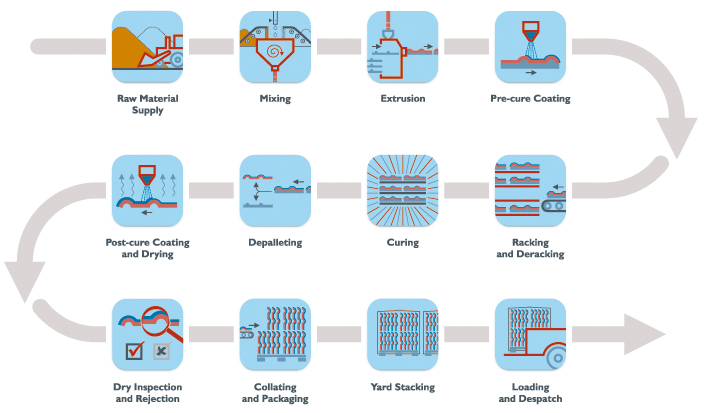 Raw Material
Supply
Mixing
Extrusion
Pre-cure Coating
Post-cure Coating
and Drying
Depalleting
Curing
Racking
and Deracking
Dry Inspection
and Rejection
Collating
and Packaging
Yard Stacking
Loading
and Despatch